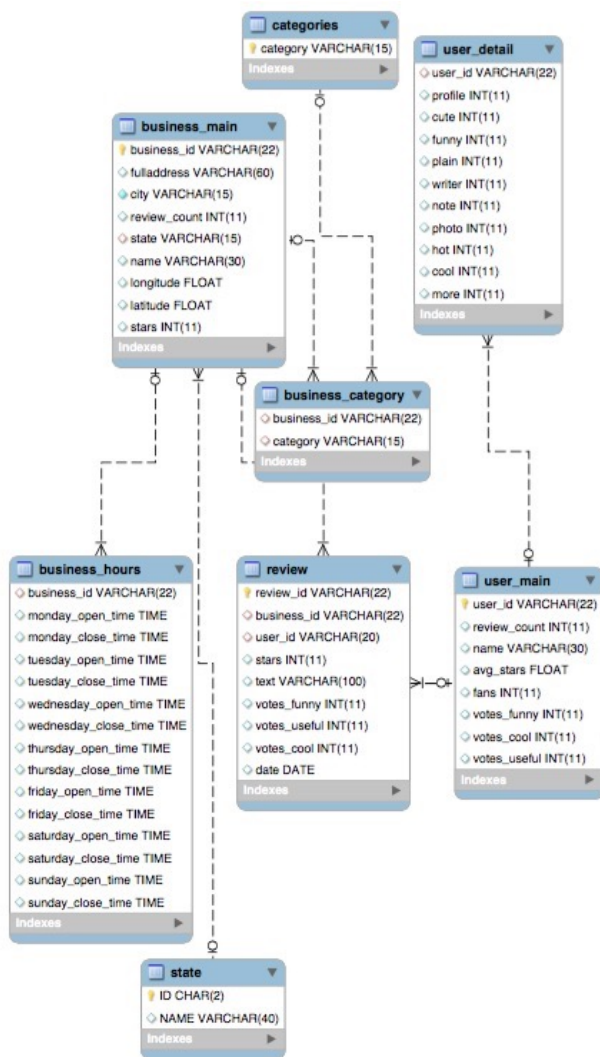 categories
category VARCHAR(15)
Indexes
user_detail
user_id VARCHAR(22)
profile INT(11)
cute INT(11)
funny INT(11)
plain INT(11)
writer INT(11)
note INT(11)
photo INT(11)
hot INT(11)
cool INT(11)
more INT(11)
Indexes
business_main
business_id VARCHAR(22)
fulladdress VARCHAR(60)
city VARCHAR(15)
review_count INT(11)
state VARCHAR(15)
name VARCHAR(30)
longitude FLOAT
latitude FLOAT
stars INT(11)
Indexes
business_category
business_id VARCHAR(22)
category VARCHAR(15)
Indexes
business_hours
business_id VARCHAR(22)
monday_open_time TIME
monday_close_time TIME
tuesday_open_time TIME
tuesday_close_time TIME
wednesday_open_time TIME
wednesday_close_time TIME
thursday_open_time TIME
thursday_close_time TIME
friday_open_time TIME
friday_close_time TIME
saturday_open_time TIME
saturday_close_time TIME
sunday_open_time TIME
sunday_close_time TIME
Indexes
review
review_id VARCHAR(22)
business_id VARCHAR(22)
user_id VARCHAR(20)
stars INT(11)
text VARCHAR(100)
votes_funny INT(11)
votes_useful INT(11)
votes_cool INT(11)
date DATE
Indexes
user_main
user_id VARCHAR(22)
review_count INT(11)
name VARCHAR(30)
avg_stars FLOAT
fans INT(11)
votes_funny INT(11)
votes_cool INT(11)
votes_useful INT(11)
Indexes
state
ID CHAR(2)
NAME VARCHAR(40)
Indexes